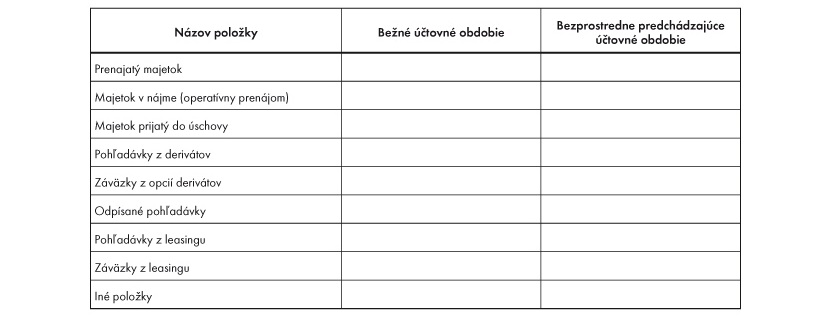 Názov položky
Bežné účtovné obdobie
Bezprostredne predchádzajúce
účtovné obdobie
Prenajatý majetok
Majetok v nájme (operatívny prenájom)
Majetok prijatý do úschovy
Pohľadávky z derivátov
Záväzky z opcií derivátov
Odpísané pohľadávky
Pohľadávky z leasingu
Záväzky z leasingu
Iné položky